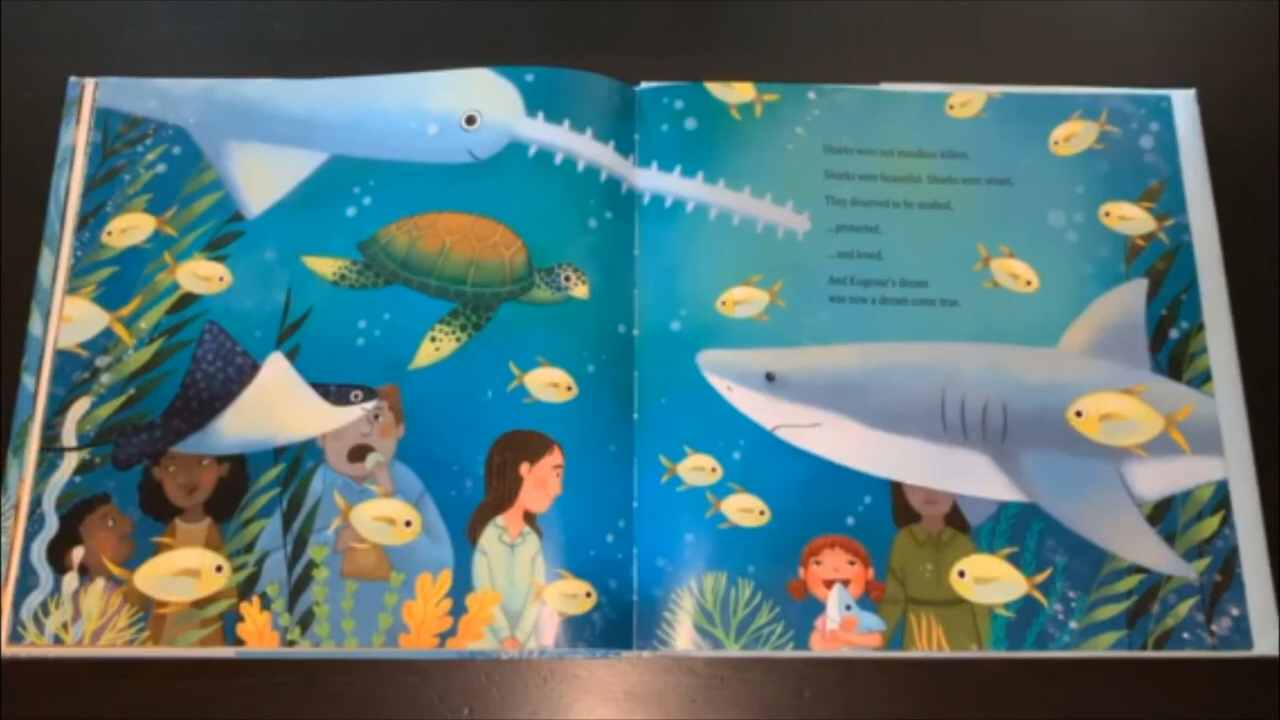 Sharks were not mindless killers.
Sharks were beautiful. Sharks were smart.
They deserved to be studied,
...protected,
...and loved.
And Eugenie's dream
was now a dream come true.